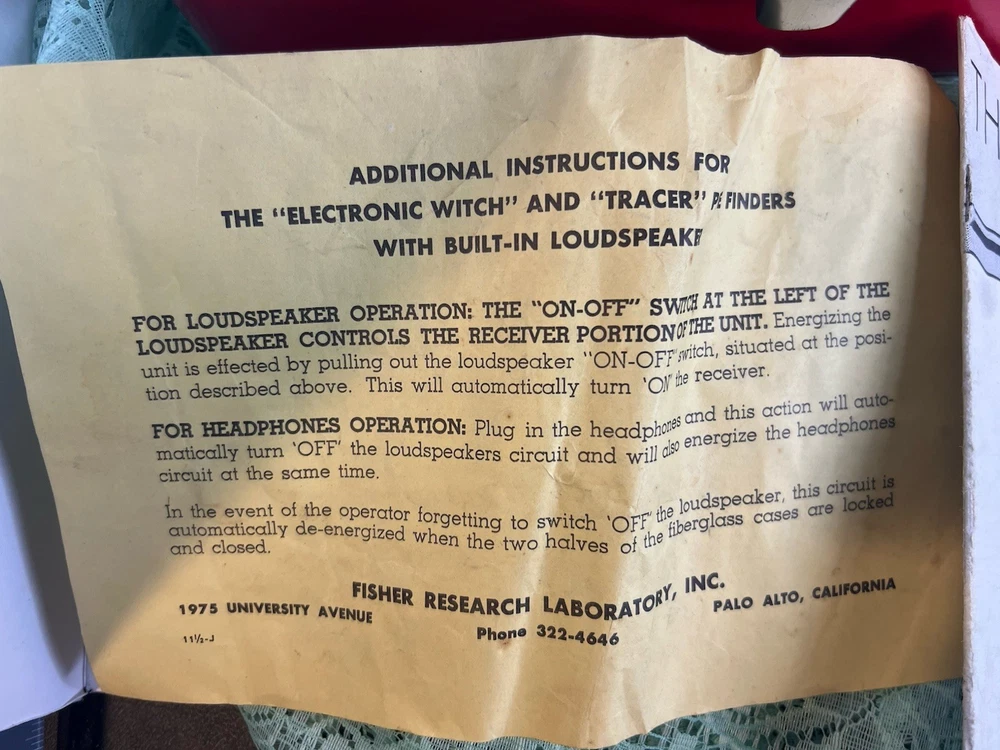 ADDITIONAL INSTRUCTIONS FOR
THE "ELECTRONIC WITCH" AND "TRACER" FINDERS
WITH BUILT-IN
FOR LOUDSPEAKER OPERATION: THE "ON-OFF" SWITCH AT THE LEFT OF THE
LOUDSPEAKER CONTROLS THE RECEIVER PORTION OF THE UNIT. Energizing the
unit is effected by pulling out the loudspeaker "ON-OFF" switch, situated at the posi-
tion described above. This will automatically turn 'ON' the receiver.
FOR HEADPHONES OPERATION: Plug in the headphones and this action will auto-
matically turn 'OFF' the loudspeakers circuit and will also energize the headphones
circuit at the same time.
In the event of the operator forgetting to switch 'OFF' the loudspeaker, this circuit is
automatically de-energized when the two halves of the fiberglass cases are locked
and closed.
FISHER RESEARCH LABORATORY, INC.
1975 UNIVERSITY AVENUE PALO ALTO, CALIFORNIA
Phone 322-4646
11½-J
TH